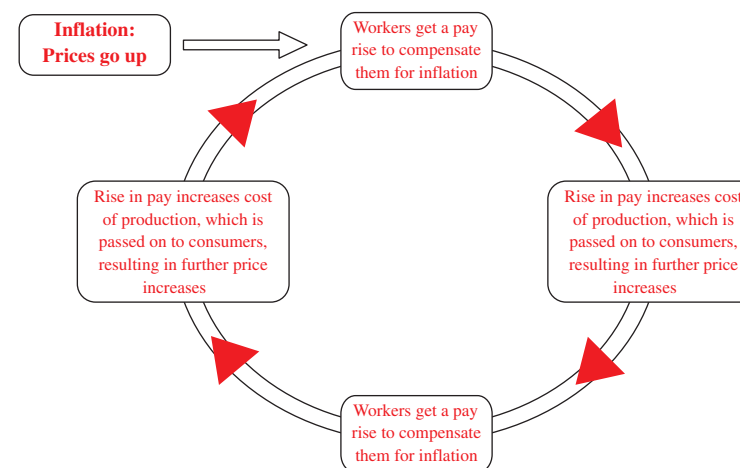 Inflation:
Prices go up
Workers get a pay
rise to compensate
them for inflation
Rise in pay increases cost
of production, which is
passed on to consumers,
resulting in further price
increases
Rise in pay increases cost
of production, which is
passed on to consumers,
resulting in further price
increases
Workers get a pay
rise to compensate
them for inflation